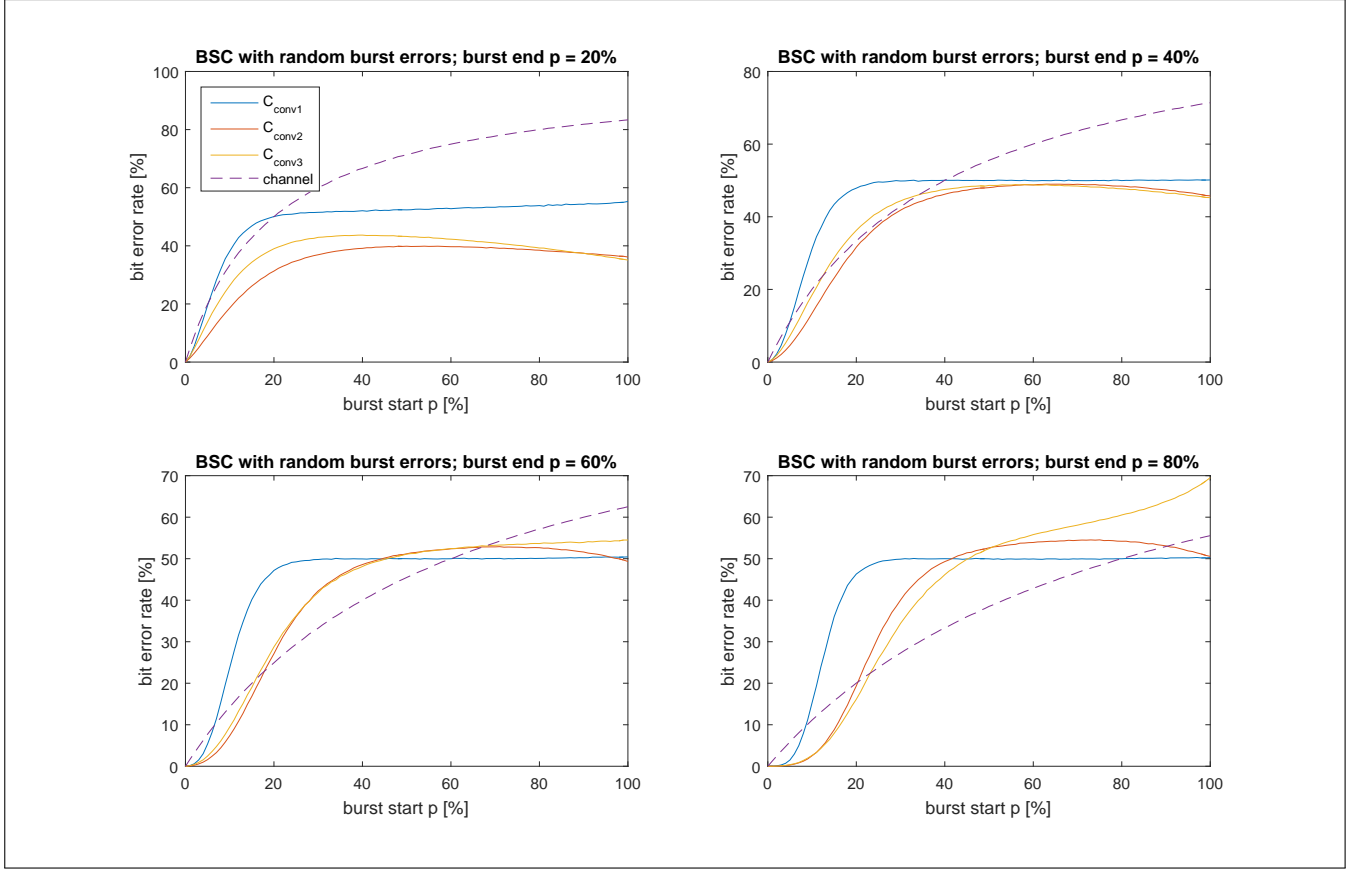 BSC with random burst errors; burst end p = 20%
100
80
60
40
20
0
bit error rate [%]
C_conv1
C_conv2
C_conv3
channel
0 20 40 60 80 100
burst start p [%]
BSC with random burst errors; burst end p = 40%
80
70
60
50
40
30
20
10
0
bit error rate [%]
0 20 40 60 80 100
burst start p [%]
BSC with random burst errors; burst end p = 60%
70
60
50
40
30
20
10
0
bit error rate [%]
0 20 40 60 80 100
burst start p [%]
BSC with random burst errors; burst end p = 80%
70
60
50
40
30
20
10
0
bit error rate [%]
0 20 40 60 80 100
burst start p [%]